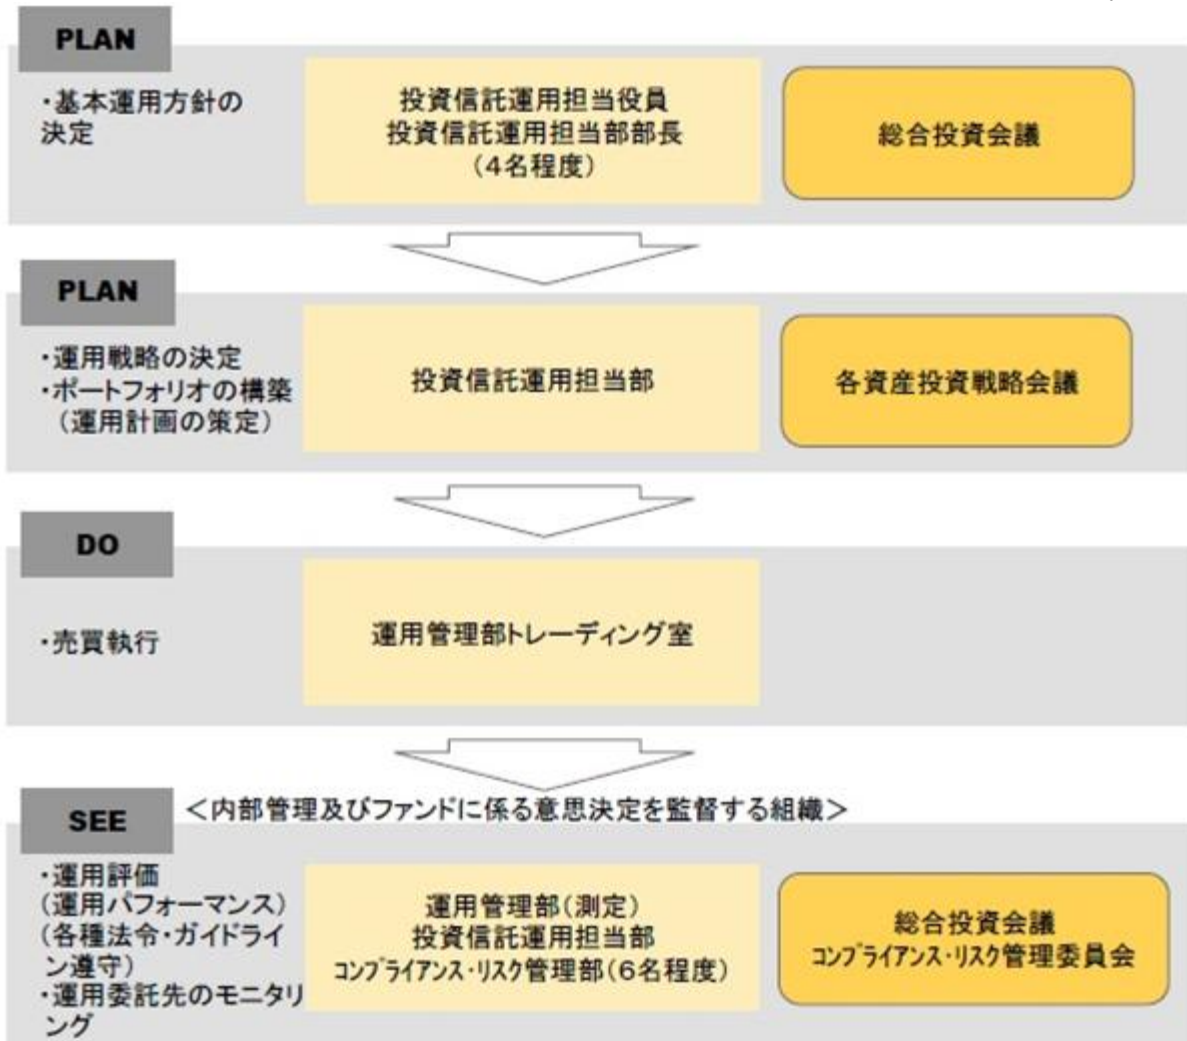 PLAN
・基本運用方針の
決定
投資信託運用担当役員
投資信託運用担当部部長
(4名程度)
総合投資会議
PLAN
・運用戦略の決定
・ポートフォリオの構築
(運用計画の策定)
投資信託運用担当部
各資産投資戦略会議
DO
・売買執行
運用管理部トレーディング室
SEE
<内部管理及びファンドに係る意思決定を監督する組織>
・運用評価
(運用パフォーマンス)
(各種法令・ガイドライ
ン遵守)
・運用委託先のモニタリ
ング
運用管理部(測定)
投資信託運用担当部
コンプライアンス・リスク管理部(6名程度)
総合投資会議
コンプライアンス・リスク管理委員会